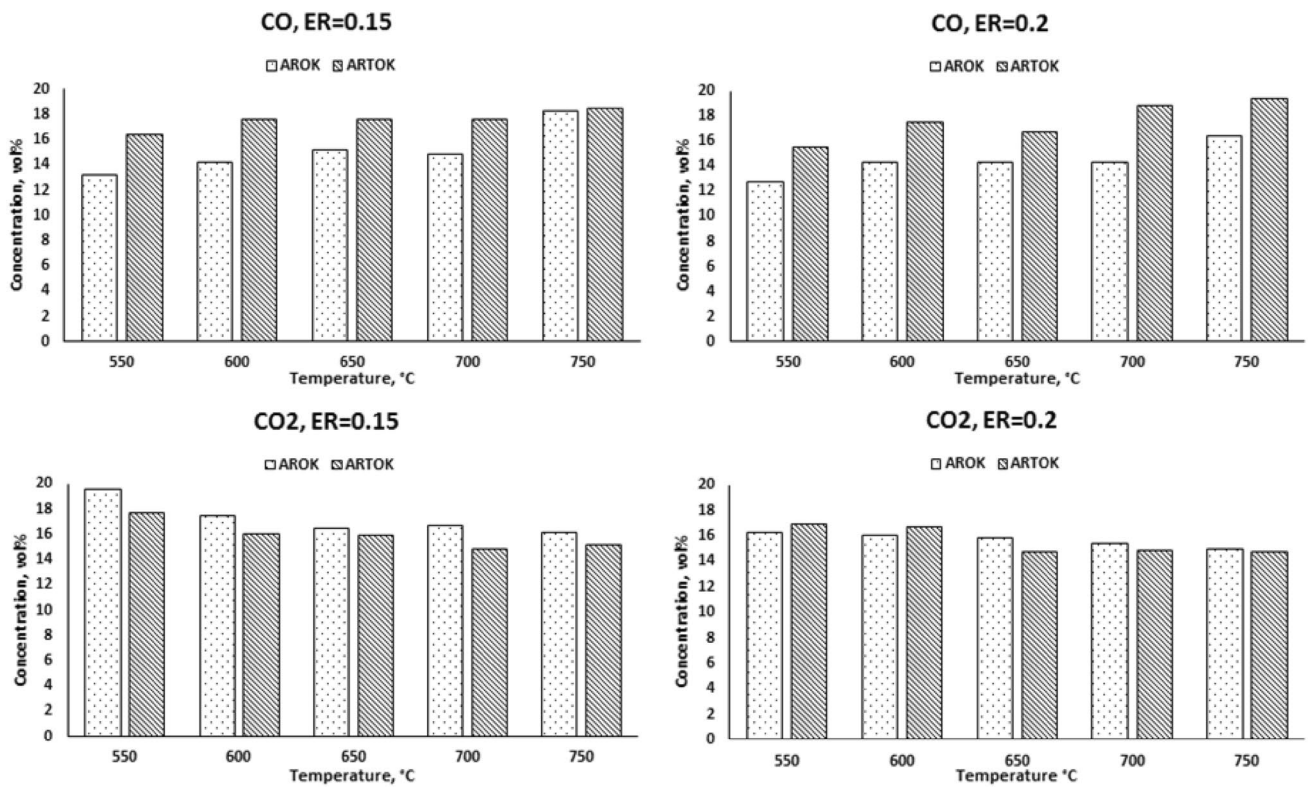 CO, ER=0.15
AROK ARTOK
Concentration, vol%
20
18
16
14
12
10
8
6
4
2
0
550 600 650 700 750
Temperature, °C
CO, ER=0.2
AROK ARTOK
Concentration, vol%
20
18
16
14
12
10
8
6
4
2
0
550 600 650 700 750
Temperature, °C
CO2, ER=0.15
AROK ARTOK
Concentration, vol%
20
18
16
14
12
10
8
6
4
2
0
550 600 650 700 750
Temperature, °C
CO2, ER=0.2
AROK ARTOK
Concentration, vol%
20
18
16
14
12
10
8
6
4
2
0
550 600 650 700 750
Temperature °C